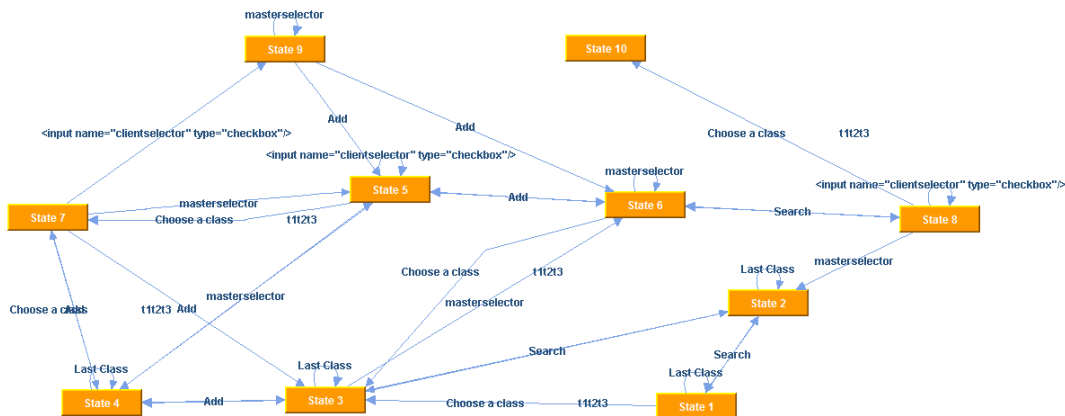 masterselector
State 9
State 10
Add
Add
Choose a class t1t2t3
<input name="clientselector" type="checkbox"/>
<input name="clientselector" type="checkbox"/>
masterselector
State 5
<input name="clientselector" type="checkbox"/>
masterselector
Add
State 6
State 7
Choose a class t1t2t3
Search
State 8
masterselector
Choose a class t1t2t3
masterselector
Last Class
masterselector
State 2
Choose a class t1t2t3
Add
Add
Search
Search
Last Class
Last Class
Last Class
State 4
Add
State 3
Choose a class t1t2t3
State 1